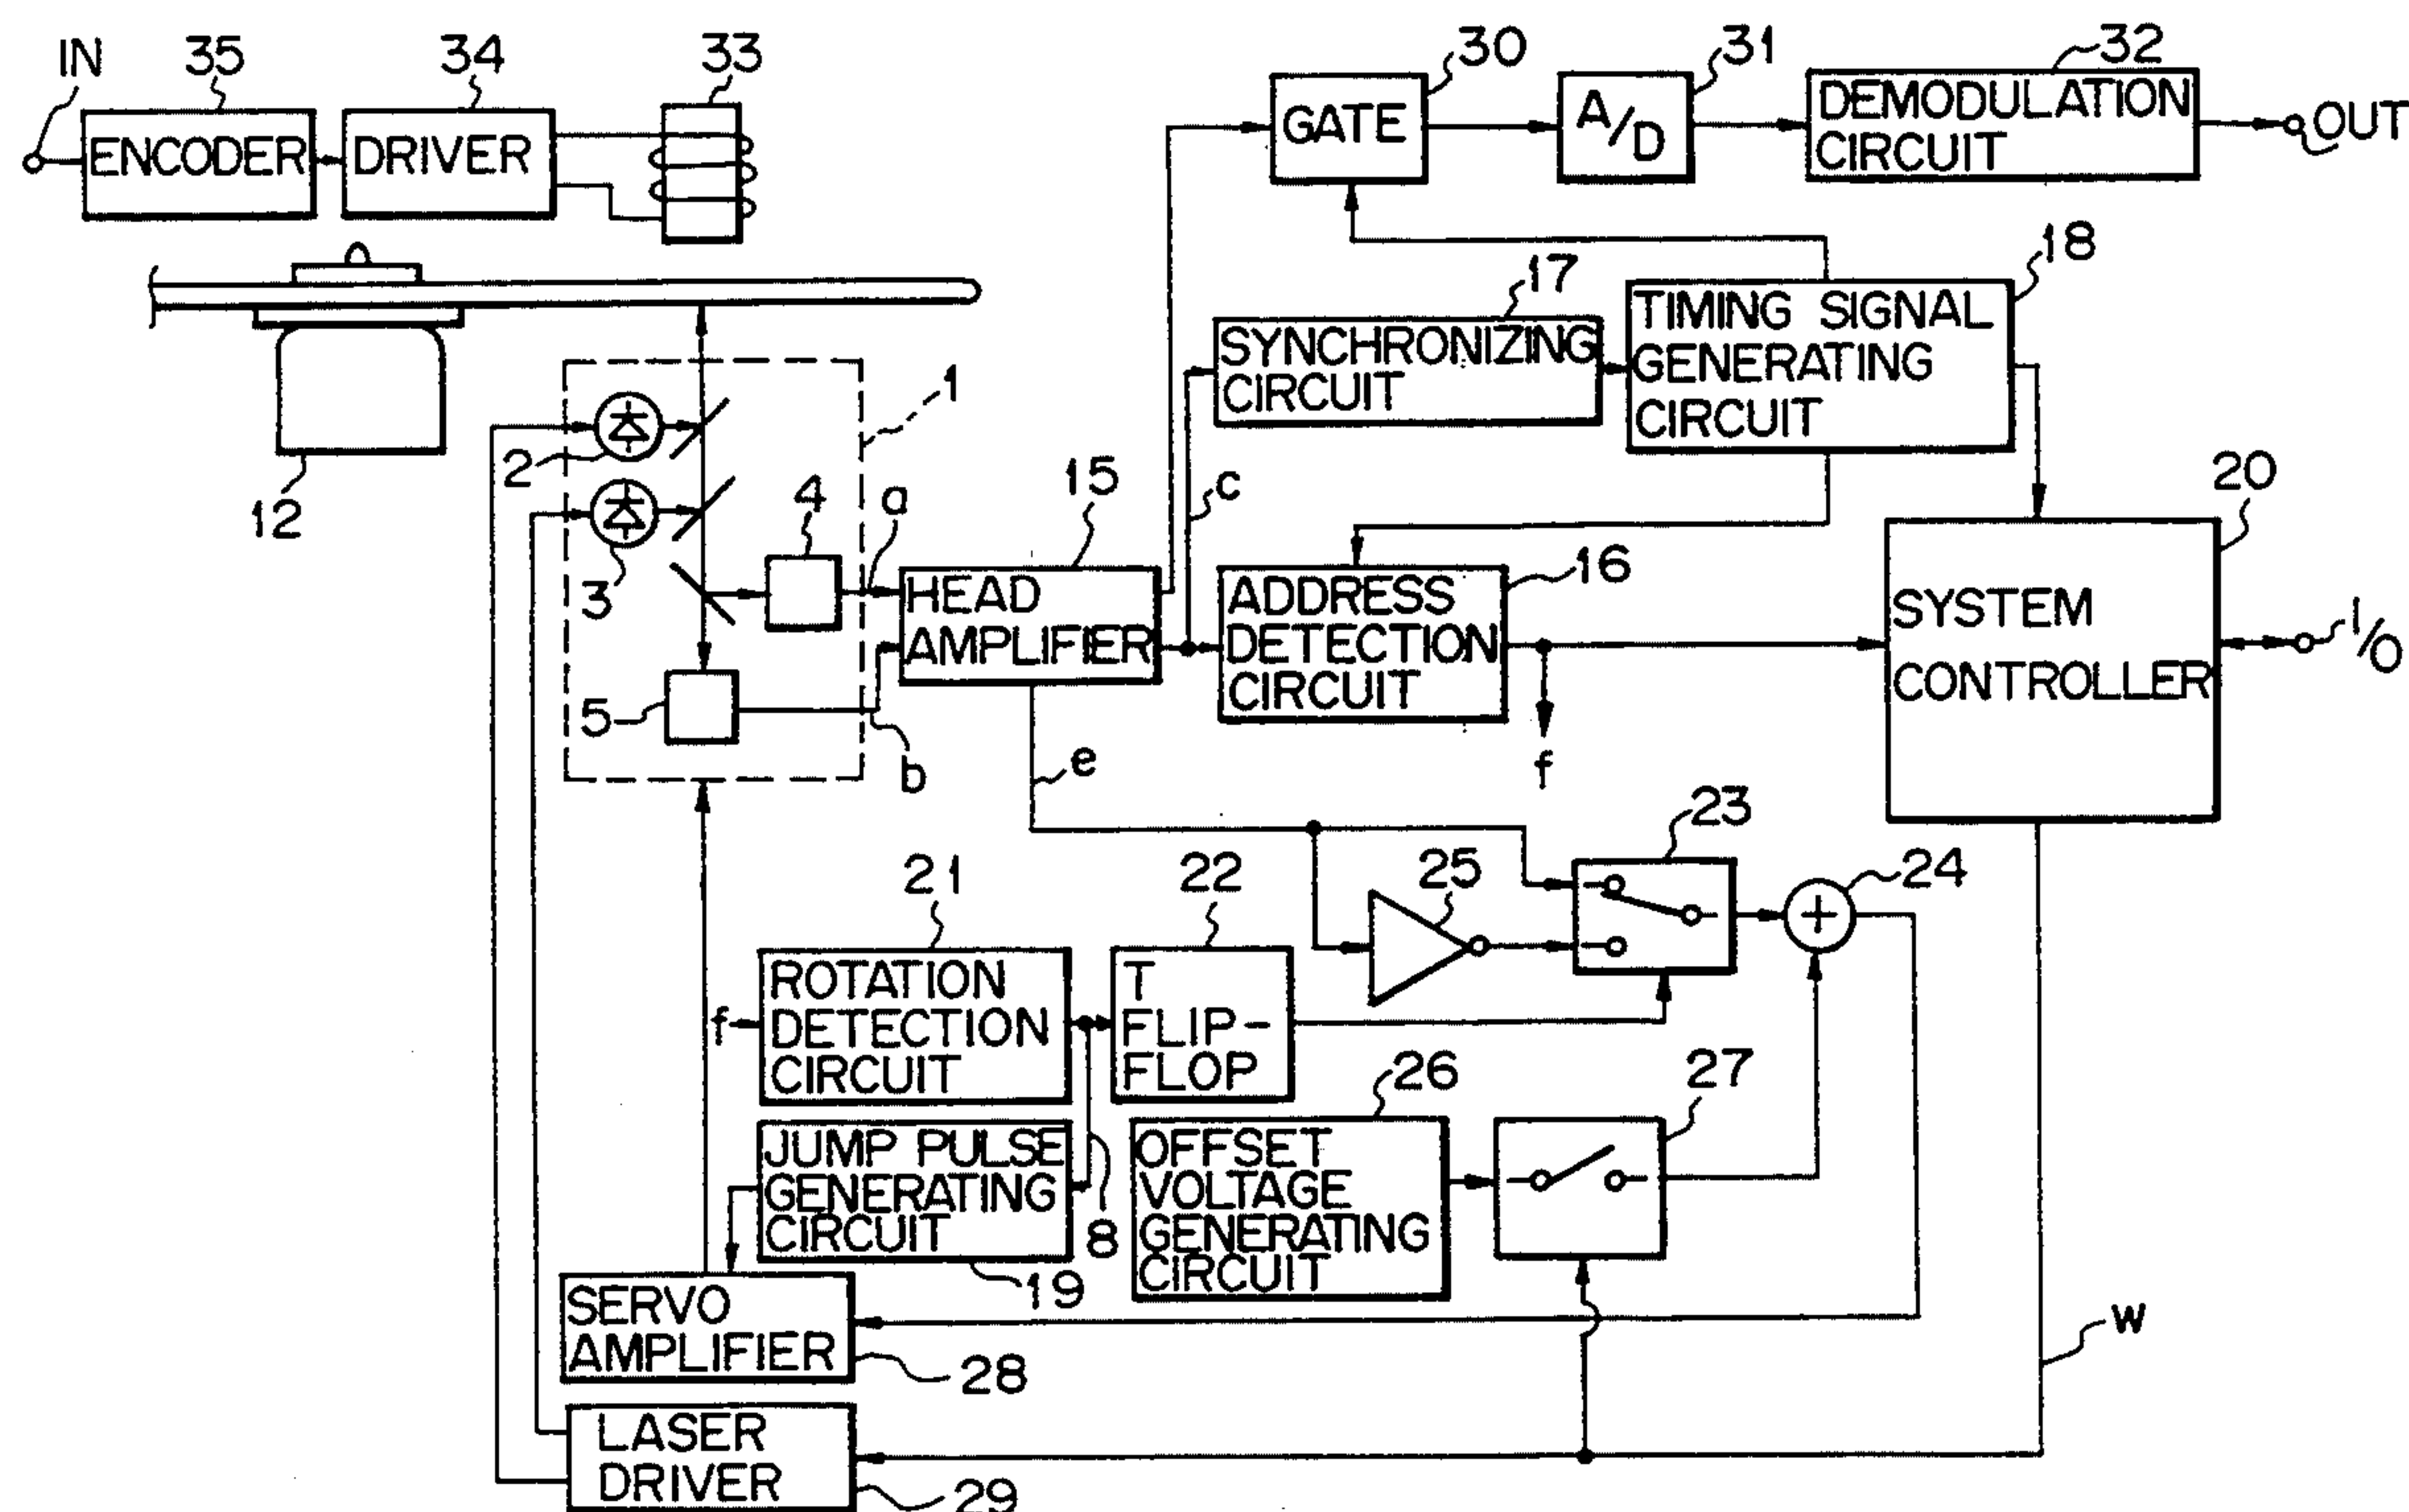 IN
35
34
33
30
31
32
ENCODER
DRIVER
GATE
A/D
DEMODULATION
CIRCUIT
OUT
17
18
SYNCHRONIZING
CIRCUIT
TIMING SIGNAL
GENERATING
CIRCUIT
1
2
3
12
4
a
15
c
20
5
b
HEAD
AMPLIFIER
16
ADDRESS
DETECTION
CIRCUIT
SYSTEM
CONTROLLER
I/O
e
f
23
21
22
25
24
f
ROTATION
DETECTION
CIRCUIT
T
FLIP-
FLOP
26
27
JUMP PULSE
GENERATING
CIRCUIT
8
19
OFFSET
VOLTAGE
GENERATING
CIRCUIT
SERVO
AMPLIFIER
28
w
LASER
DRIVER
29